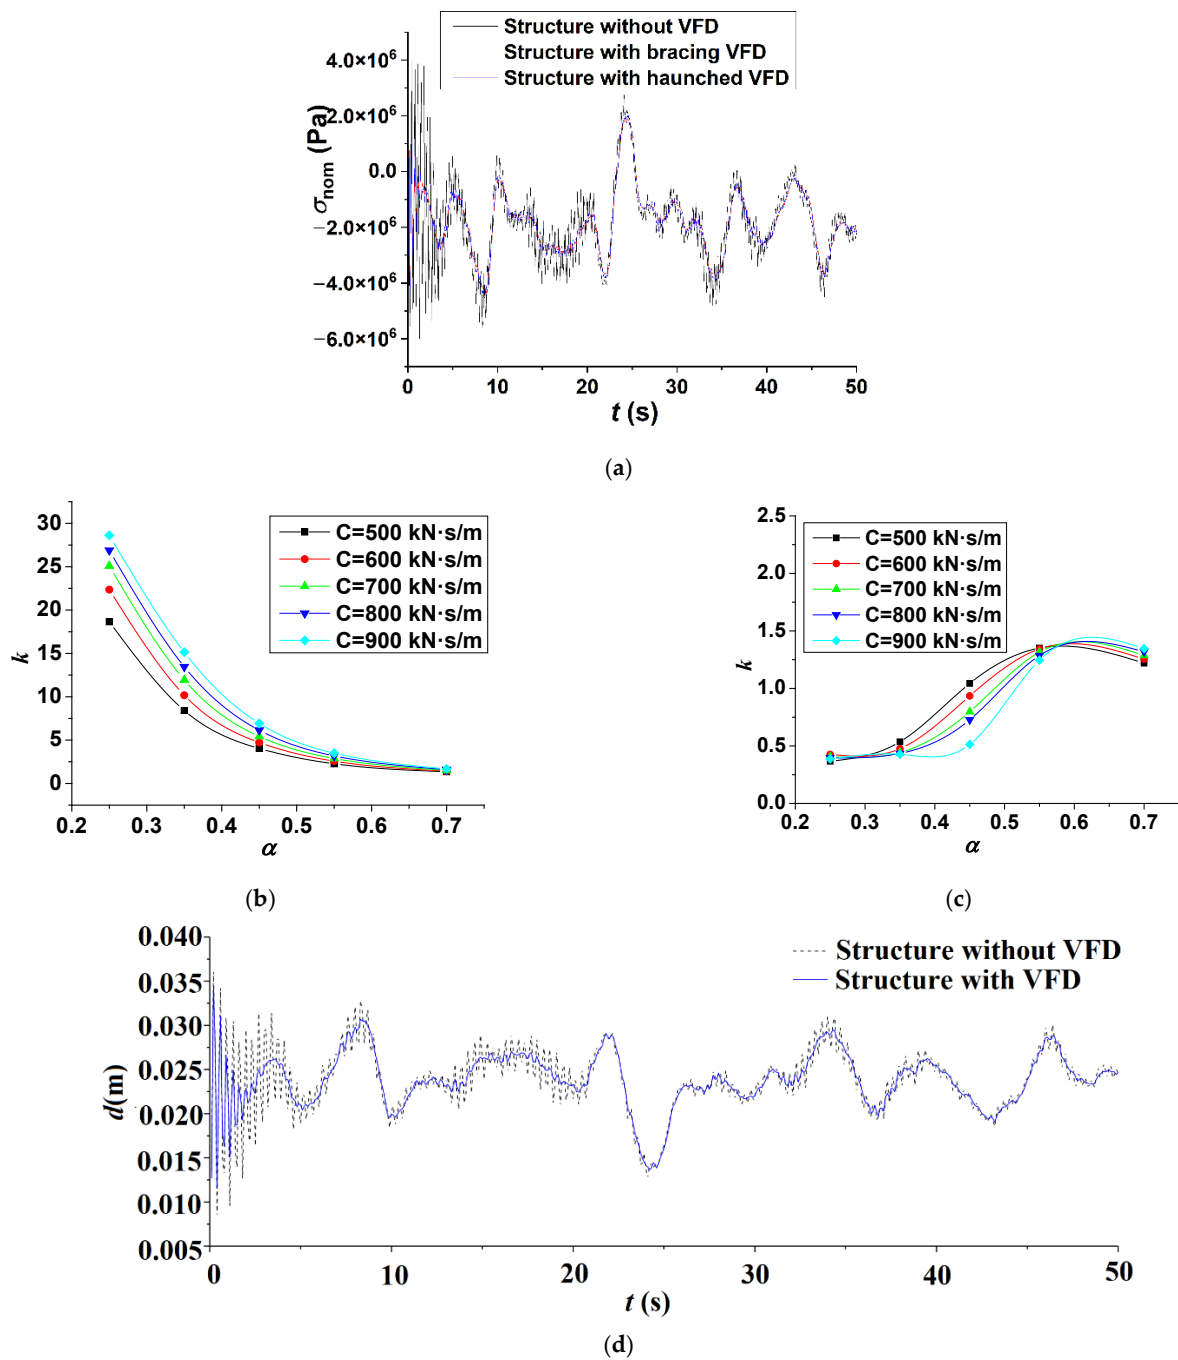 Structure without VFD
Structure with bracing VFD
Structure with haunched VFD
4.0×10⁶
2.0×10⁶
0.0
−2.0×10⁶
−4.0×10⁶
−6.0×10⁶
σnom (Pa)
0 10 20 30 40 50
t (s)
(a)
30
25
20
15
10
5
0
k
C=500 kN·s/m
C=600 kN·s/m
C=700 kN·s/m
C=800 kN·s/m
C=900 kN·s/m
0.2 0.3 0.4 0.5 0.6 0.7
α
(b)
2.5
2.0
1.5
1.0
0.5
0.0
k
C=500 kN·s/m
C=600 kN·s/m
C=700 kN·s/m
C=800 kN·s/m
C=900 kN·s/m
0.2 0.3 0.4 0.5 0.6 0.7
α
(c)
0.040
0.035
0.030
0.025
0.020
0.015
0.010
0.005
d(m)
Structure without VFD
Structure with VFD
0 10 20 30 40 50
t (s)
(d)